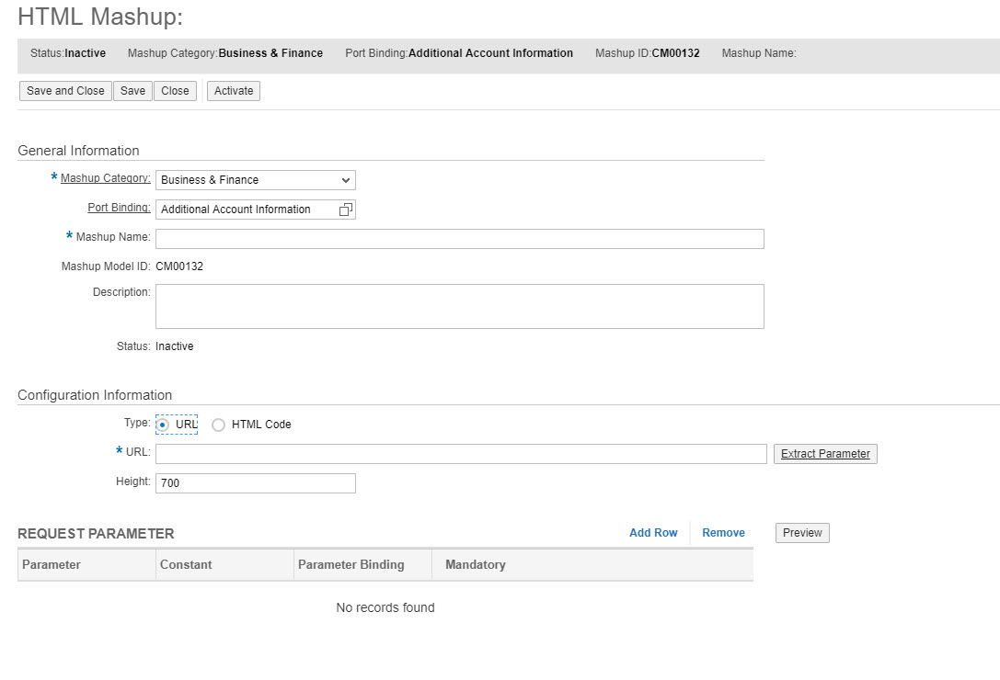 HTML Mashup:
Status:Inactive Mashup Category:Business & Finance Port Binding:Additional Account Information Mashup ID:CM00132 Mashup Name:
Save and Close Save Close Activate
General Information
* Mashup Category: Business & Finance
Port Binding: Additional Account Information
* Mashup Name:
Mashup Model ID: CM00132
Description:
Status: Inactive
Configuration Information
Type: URL HTML Code
* URL: Extract Parameter
Height: 700
REQUEST PARAMETER Add Row Remove Preview
Parameter Constant Parameter Binding Mandatory
No records found